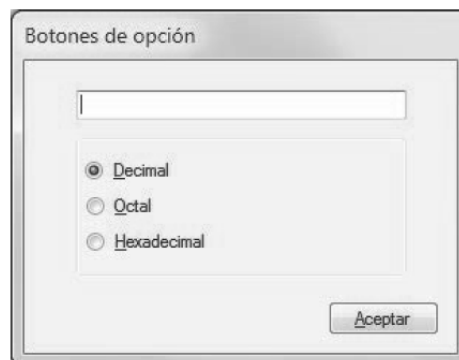 Botones de opción
Decimal
Octal
Hexadecimal
Aceptar